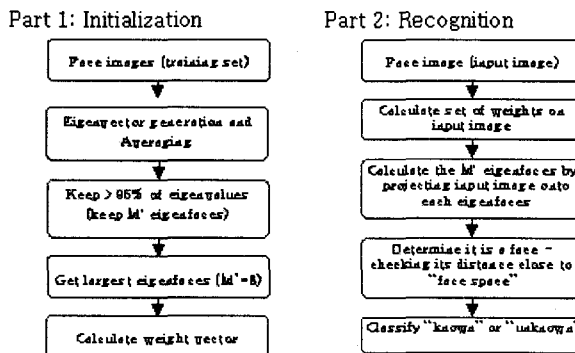 Part 1: Initialization
Face images (training set)
Eigenvector generation and
Averaging
Keep > 95% of eigenvalues
(keep M' eigenfaces)
Get largest eigenfaces
Calculate weight vector
Part 2: Recognition
Face image (input image)
Calculate set of weights on
input image
Calculate the M' eigenfaces by
projecting input image onto
each eigenfaces
Determine it is a face -
checking its distance close to
"face space"
Classify "known" or "unknown"